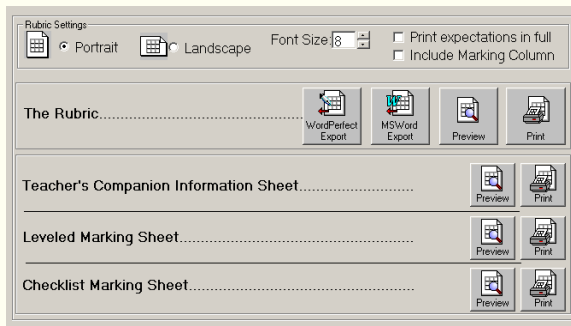 Rubric Settings
Portrait Landscape Font Size: 8 Print expectations in full
Include Marking Column
The Rubric.......................................... WordPerfect Export MSWord Export Preview Print
Teacher's Companion Information Sheet......................... Preview Print
Leveled Marking Sheet.................................................... Preview Print
Checklist Marking Sheet.................................................. Preview Print